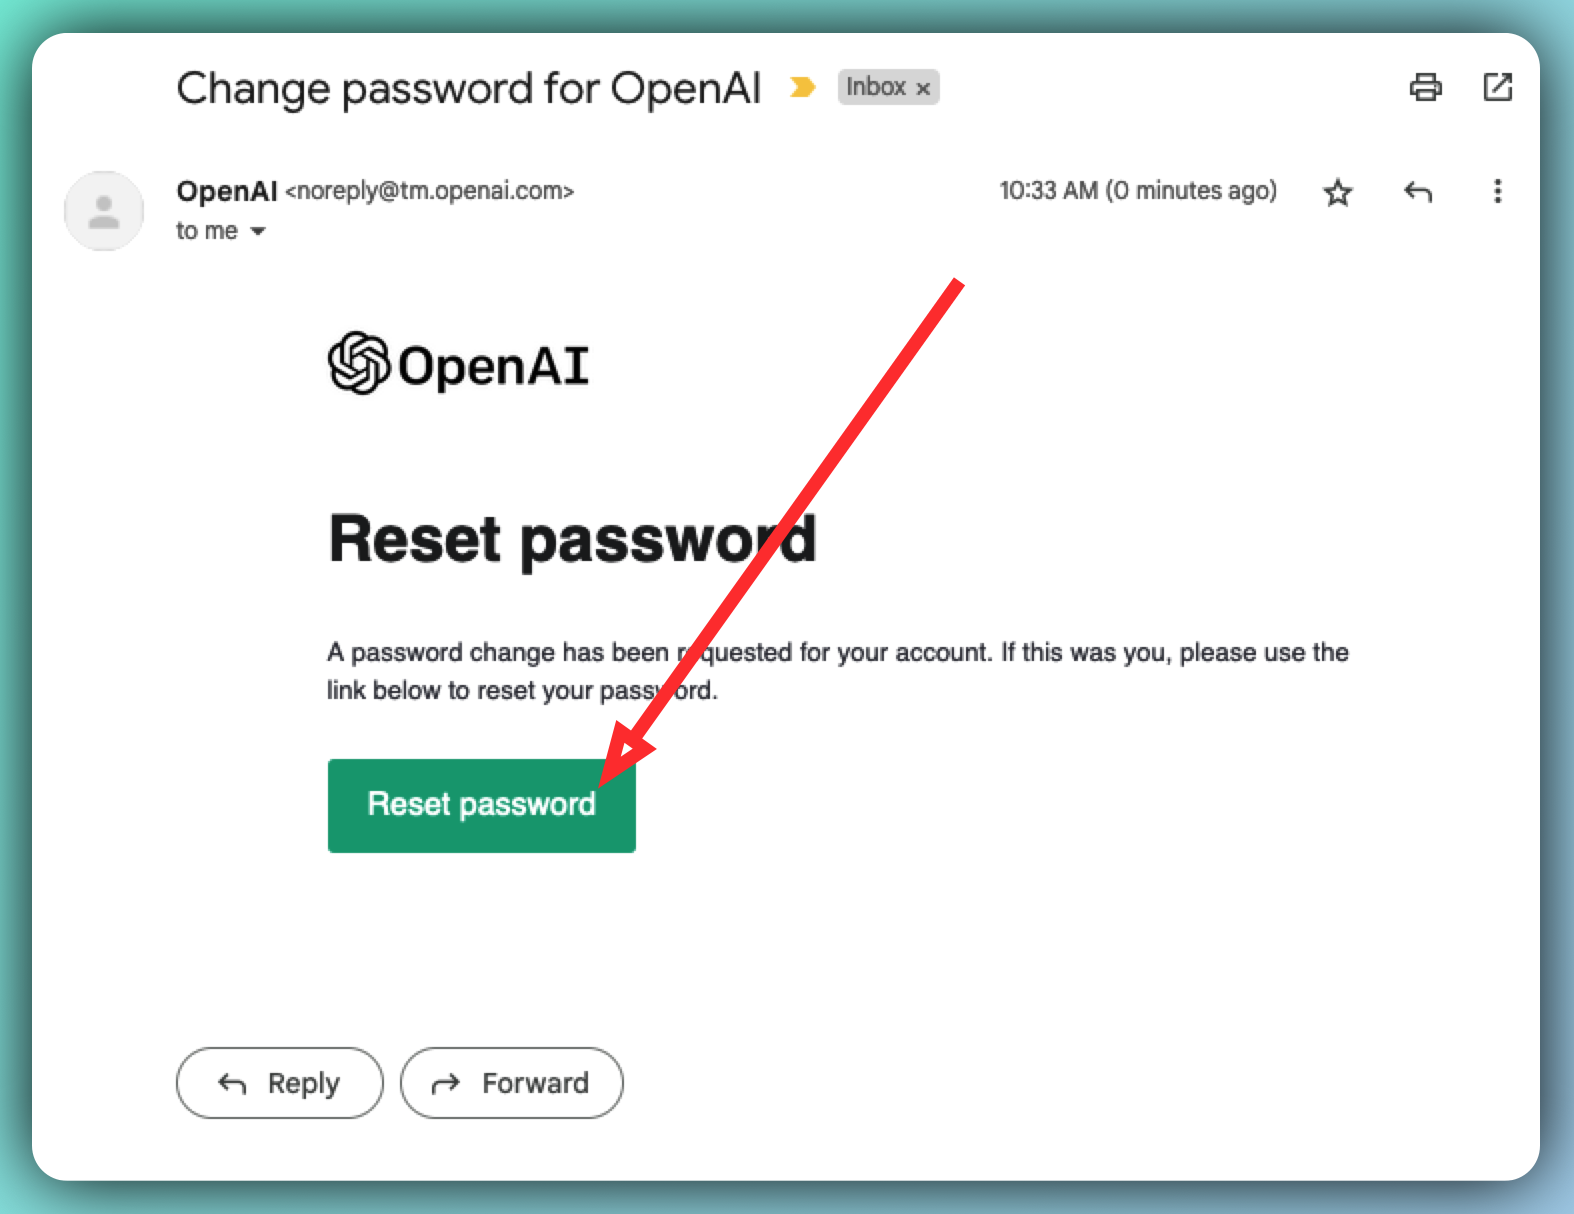 Change password for OpenAI Inbox ×
OpenAI <noreply@tm.openai.com> 10:33 AM (0 minutes ago)
to me
OpenAI
Reset password
A password change has been requested for your account. If this was you, please use the
link below to reset your password.
Reset password
Reply Forward